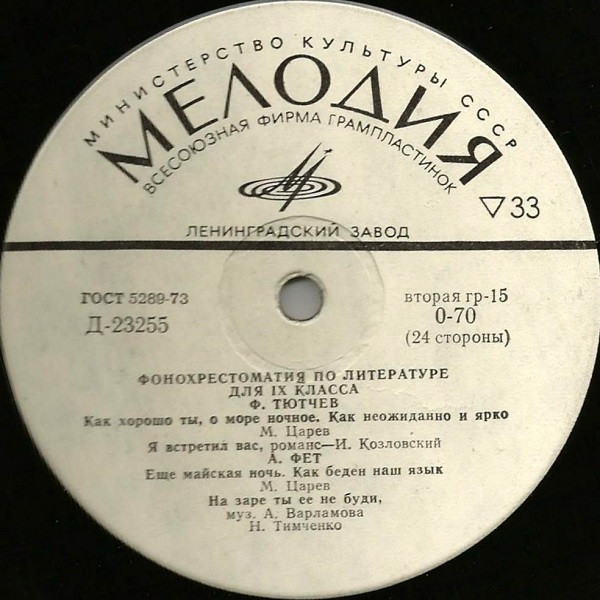 МИНИСТЕРСТВО КУЛЬТУРЫ СССР
МЕЛОДИЯ
ВСЕСОЮЗНАЯ ФИРМА ГРАМПЛАСТИНОК
33
ЛЕНИНГРАДСКИЙ ЗАВОД
ГОСТ 5289-73
Д-23255
вторая гр-15
0-70
(24 стороны)
ФОНОХРЕСТОМАТИЯ ПО ЛИТЕРАТУРЕ
ДЛЯ IX КЛАССА
Ф. ТЮТЧЕВ
Как хорошо ты, о море ночное. Как неожиданно и ярко
М. Царев
Я встретил вас, романс—И. Козловский
А. ФЕТ
Еще майская ночь. Как беден наш язык
М. Царев
На заре ты ее не буди,
муз. А. Варламова
Н. Тимченко